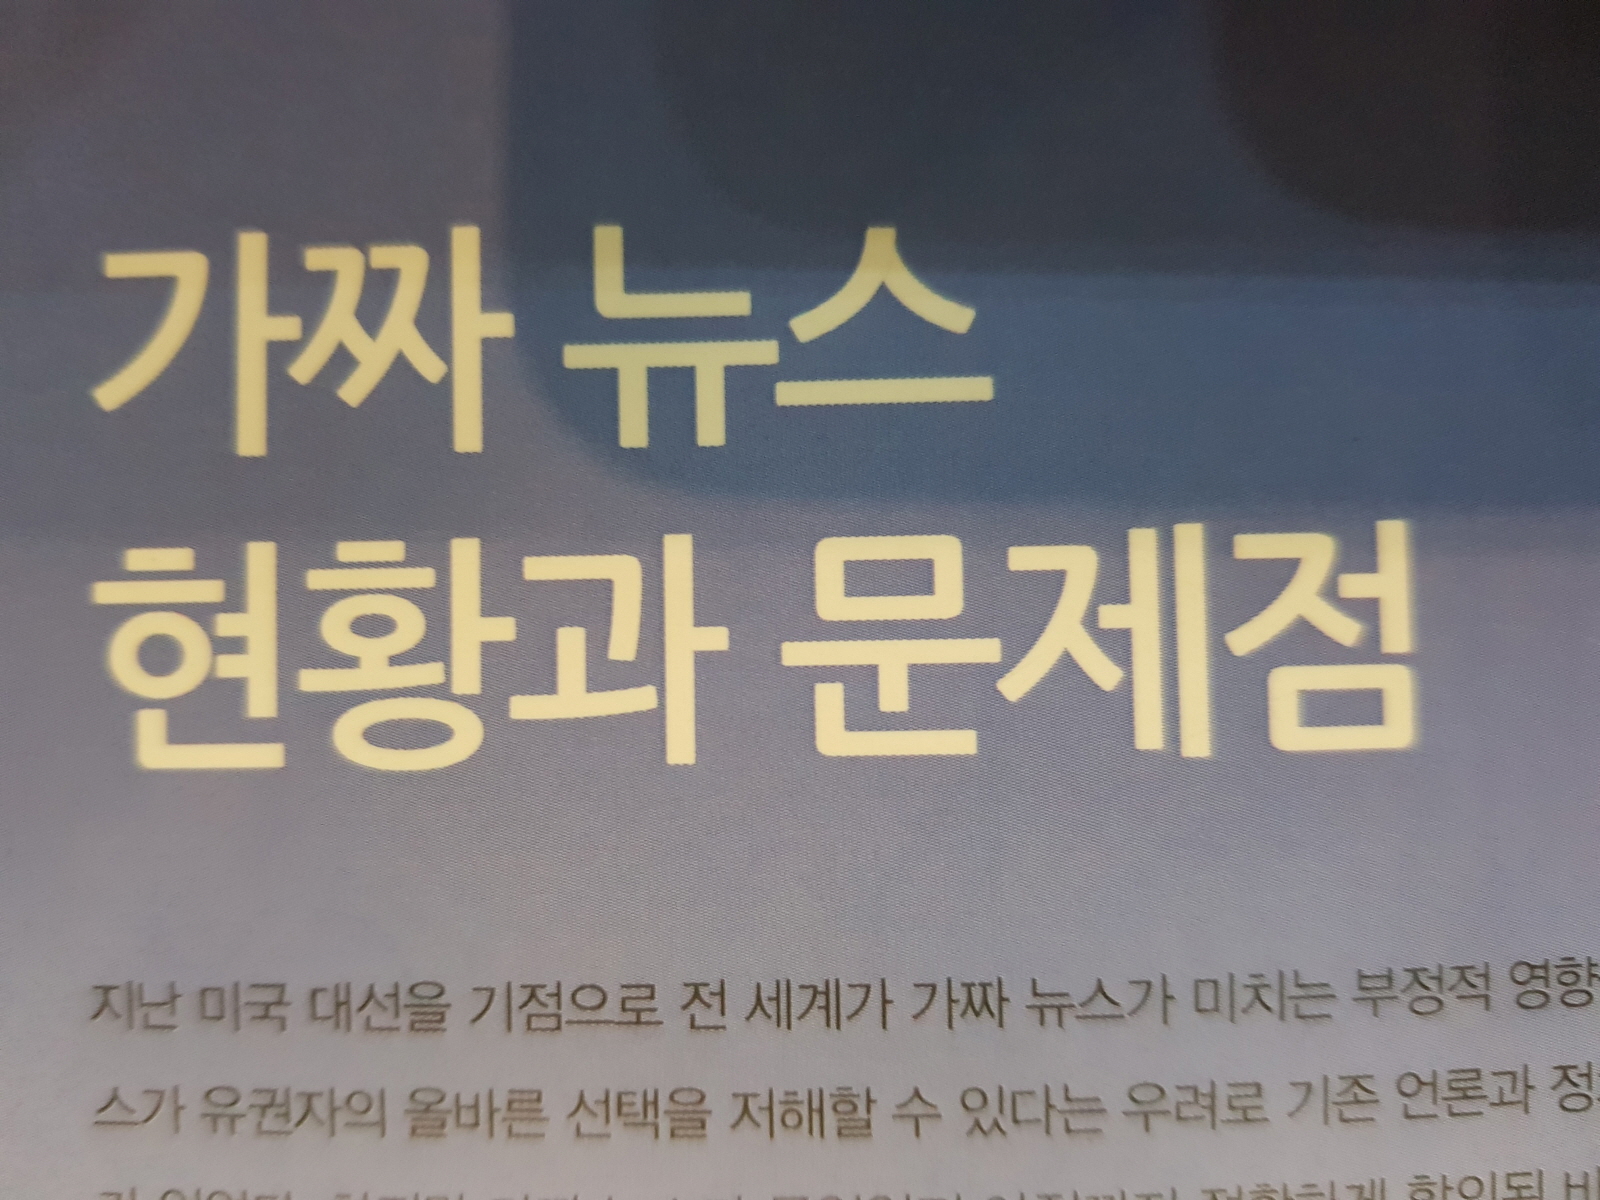 가짜 뉴스
현황과 문제점
지난 미국 대선을 기점으로 전 세계가 가짜 뉴스가 미치는 부정적 영향
스가 유권자의 올바른 선택을 저해할 수 있다는 우려로 기존 언론과